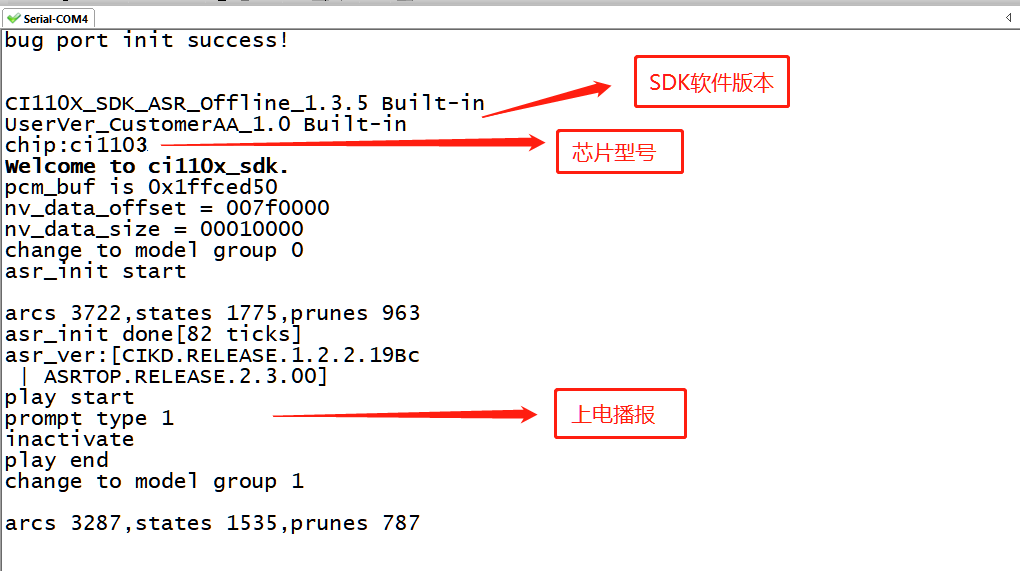 Serial-COM4
bug port init success!
CI110X_SDK_ASR_Offline_1.3.5 Built-in
SDK软件版本
UserVer_CustomerAA_1.0 Built-in
chip:ci1103
芯片型号
Welcome to ci110x_sdk.
pcm_buf is 0x1ffced50
nv_data_offset = 007f0000
nv_data_size = 00010000
change to model group 0
asr_init start
arcs 3722,states 1775,prunes 963
asr_init done[82 ticks]
asr_ver:[CIKD.RELEASE.1.2.2.19Bc
| ASRTOP.RELEASE.2.3.00]
play start
prompt type 1
上电播报
inactivate
play end
change to model group 1
arcs 3287,states 1535,prunes 787